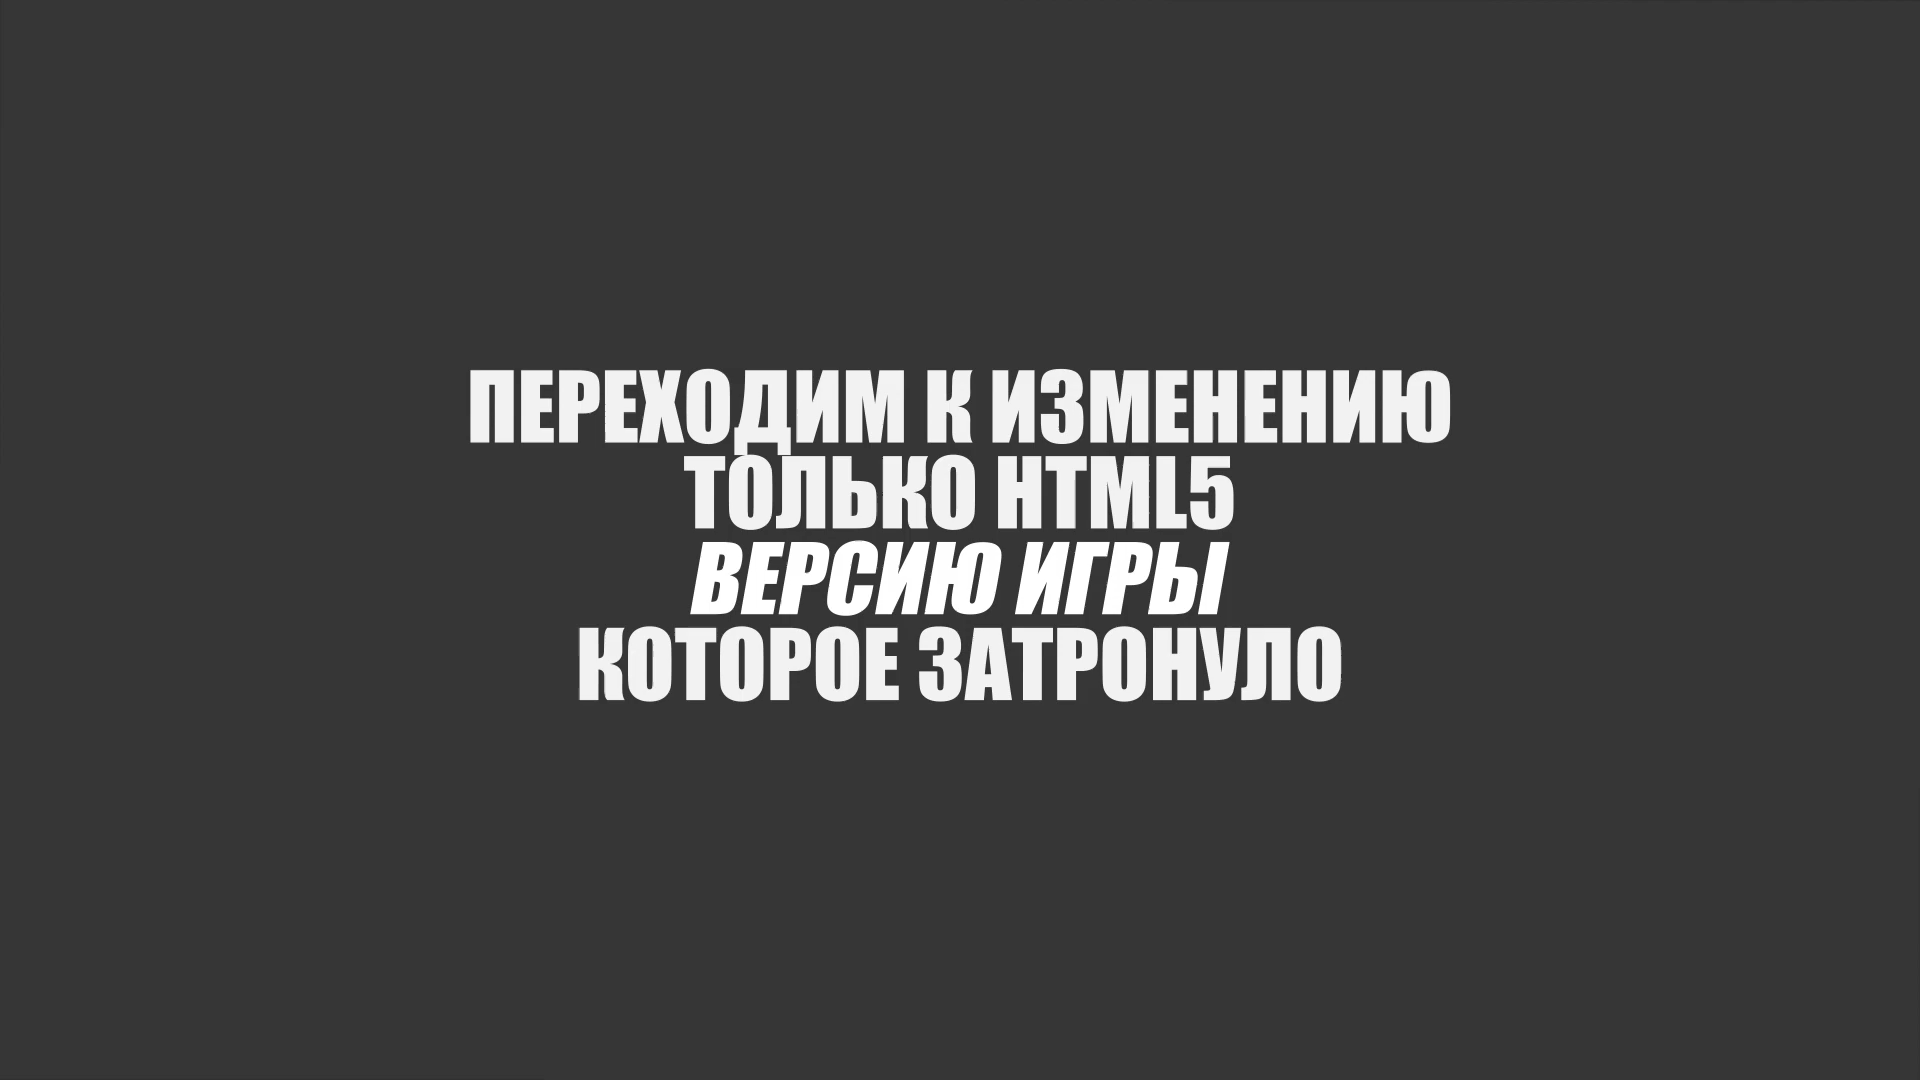 ПЕРЕХОДИМ К ИЗМЕНЕНИЮ
ТОЛЬКО HTML5
ВЕРСИЮ ИГРЫ
КОТОРОЕ ЗАТРОНУЛО